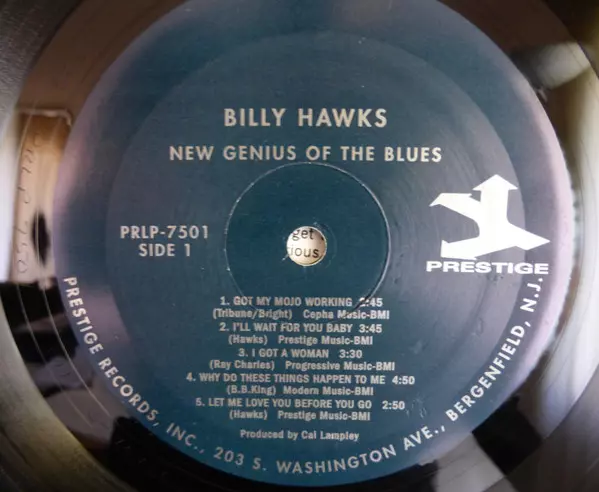 BILLY HAWKS
NEW GENIUS OF THE BLUES
PRLP-7501
SIDE 1
get
ious.
PRESTIGE
1. GOT MY MOJO WORKING 2:45
(Tribune/Bright) Cepha Music-BMI
2. I'LL WAIT FOR YOU BABY 3:45
(Hawks) Prestige Music-BMI
3. I GOT A WOMAN 3:30
(Ray Charles) Progressive Music-BMI
4. WHY DO THESE THINGS HAPPEN TO ME 4:50
(B.B.King) Modern Music-BMI
5. LET ME LOVE YOU BEFORE YOU GO 2:50
(Hawks) Prestige Music-BMI
Produced by Cal Lampley
PRESTIGE RECORDS, INC., 203 S. WASHINGTON AVE., BERGENFIELD, N.J.